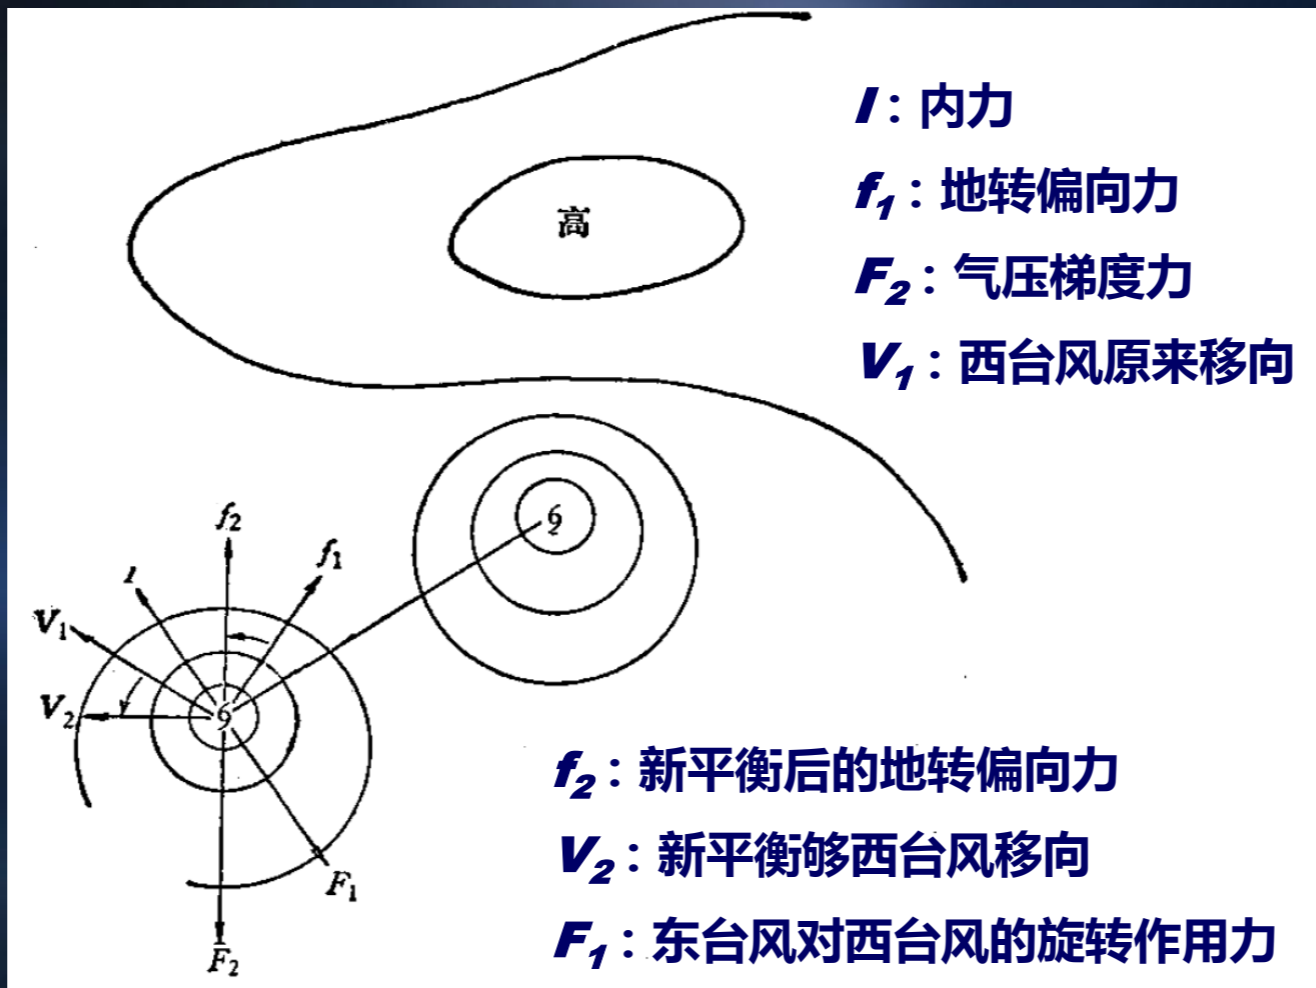 I：内力
f1：地转偏向力
高
F2：气压梯度力
V1：西台风原来移向
f2
f1
I
V1
V2
F1
F2
f2：新平衡后的地转偏向力
V2：新平衡够西台风移向
F1：东台风对西台风的旋转作用力